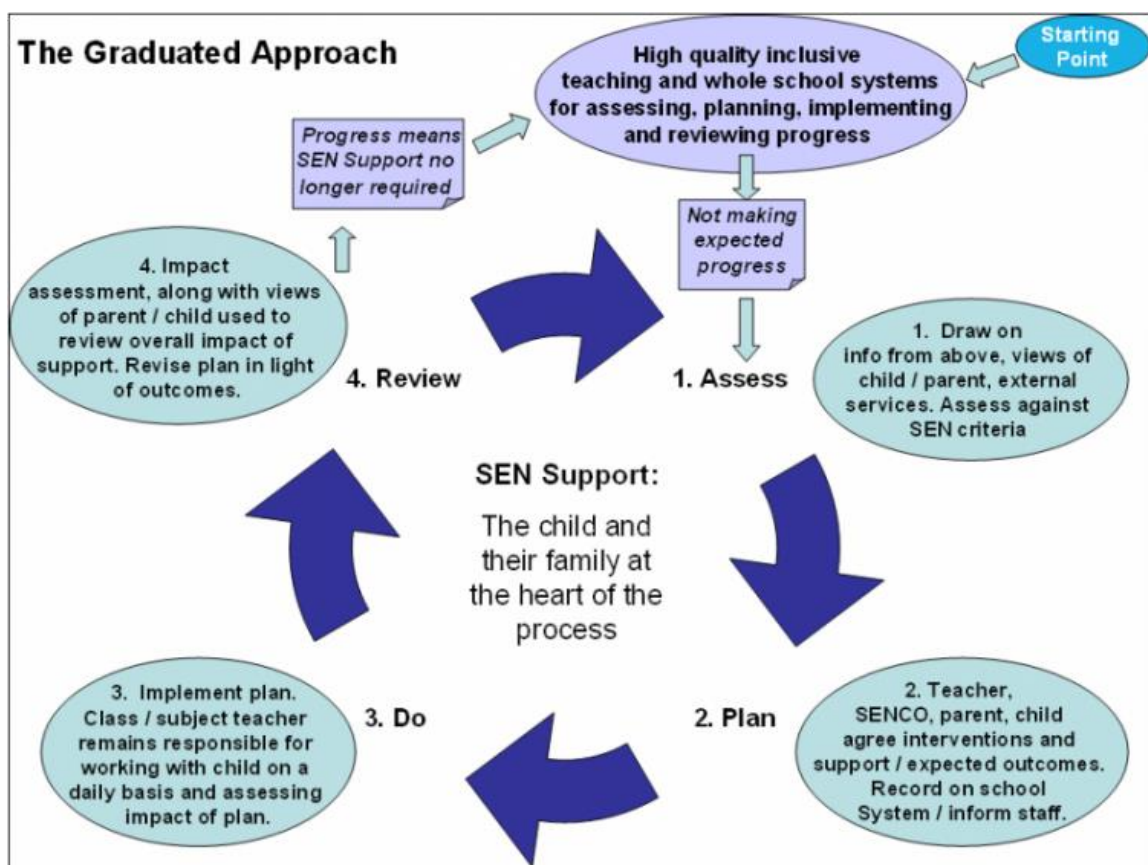 The Graduated Approach
Starting
Point
High quality inclusive
teaching and whole school systems
for assessing, planning, implementing
and reviewing progress
Progress means
SEN Support no
longer required
Not making
expected
progress
4. Impact
assessment, along with views
of parent / child used to
review overall impact of
support. Revise plan in light
of outcomes.
4. Review
1. Assess
1. Draw on
info from above, views of
child / parent, external
services. Assess against
SEN criteria
SEN Support:
The child and
their family at
the heart of the
process
3. Implement plan.
Class / subject teacher
remains responsible for
working with child on a
daily basis and assessing
impact of plan.
3. Do
2. Plan
2. Teacher,
SENCO, parent, child
agree interventions and
support / expected outcomes.
Record on school
System / inform staff.